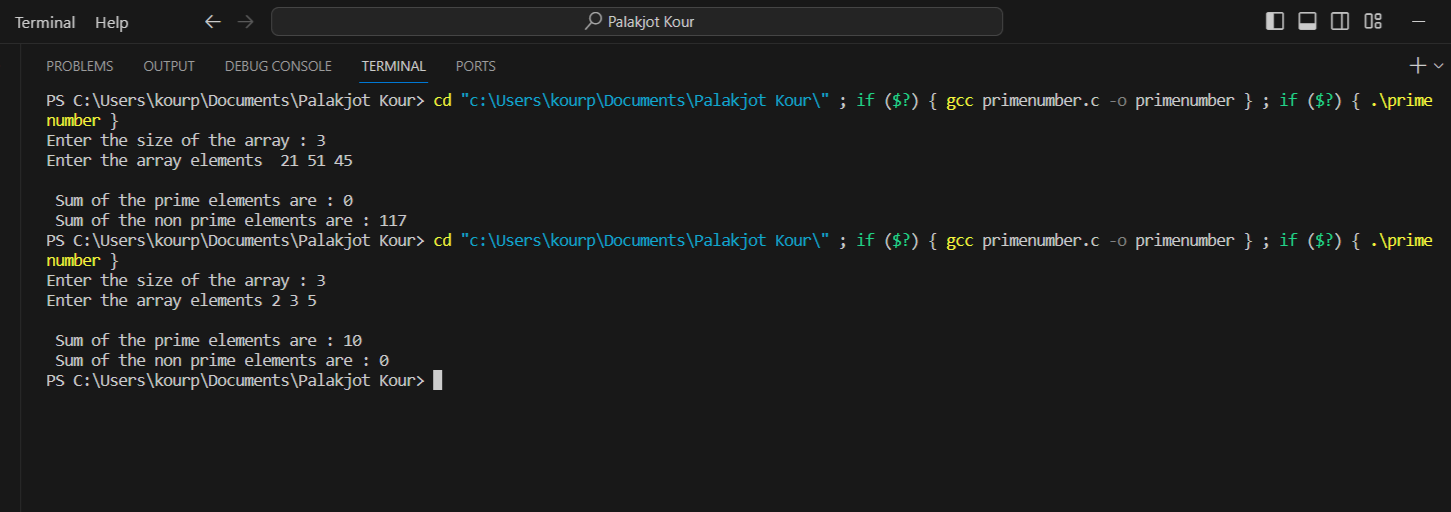 Terminal Help Palakjot Kour
PROBLEMS OUTPUT DEBUG CONSOLE TERMINAL PORTS
PS C:\Users\kourp\Documents\Palakjot Kour> cd "c:\Users\kourp\Documents\Palakjot Kour\" ; if ($?) { gcc primenumber.c -o primenumber } ; if ($?) { .\prime
number }
Enter the size of the array : 3
Enter the array elements  21 51 45

 Sum of the prime elements are : 0
 Sum of the non prime elements are : 117
PS C:\Users\kourp\Documents\Palakjot Kour> cd "c:\Users\kourp\Documents\Palakjot Kour\" ; if ($?) { gcc primenumber.c -o primenumber } ; if ($?) { .\prime
number }
Enter the size of the array : 3
Enter the array elements 2 3 5

 Sum of the prime elements are : 10
 Sum of the non prime elements are : 0
PS C:\Users\kourp\Documents\Palakjot Kour>